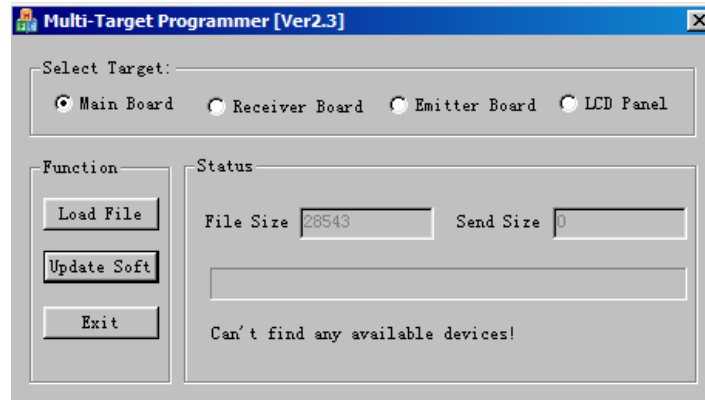 Multi-Target Programmer [Ver2.3]
Select Target:
Main Board Receiver Board Emitter Board LCD Panel
Function
Status
Load File
File Size 28543 Send Size 0
Update Soft
Exit
Can't find any available devices!